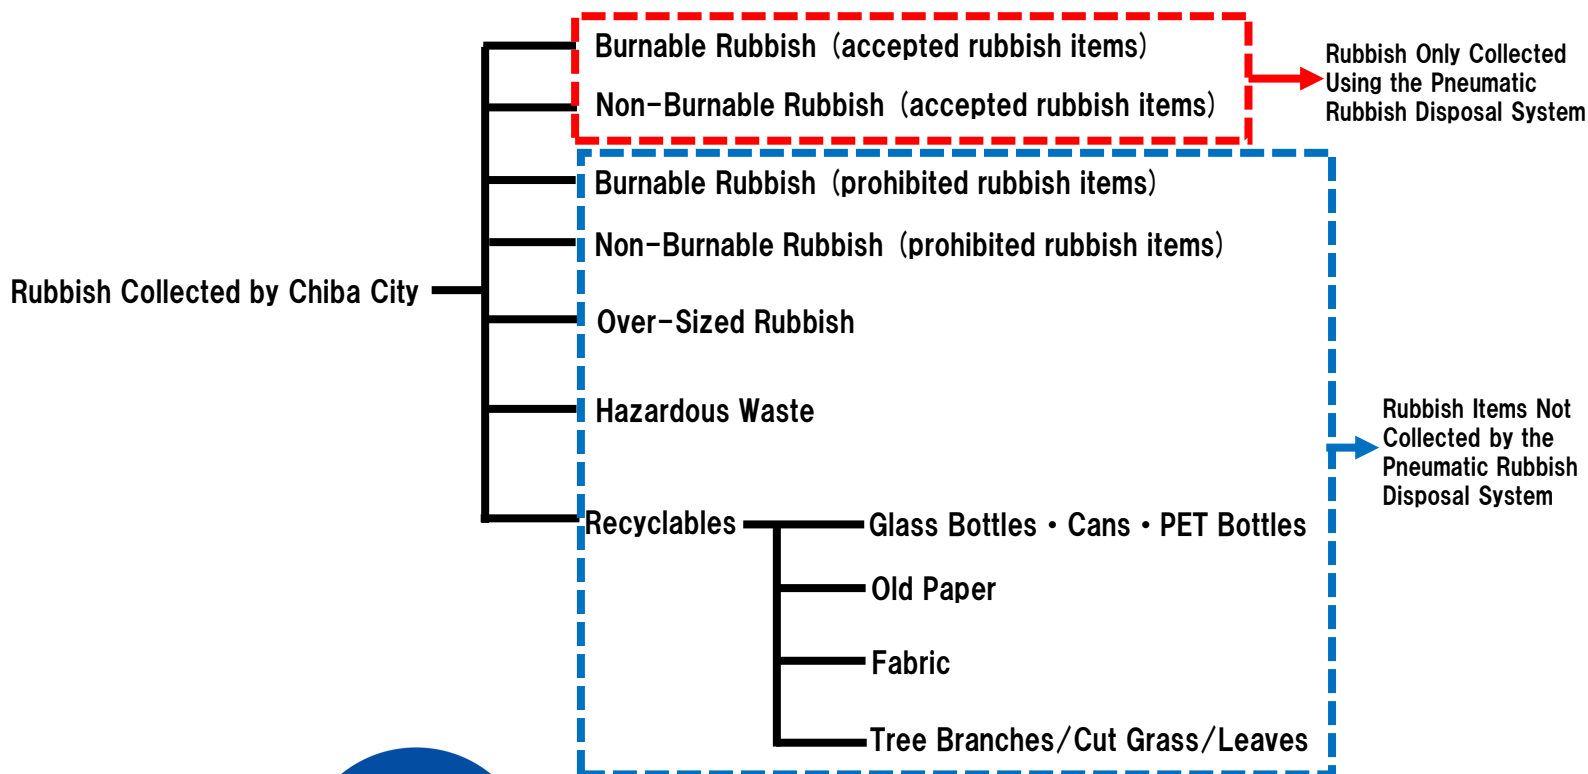 Burnable Rubbish (accepted rubbish items)
Non-Burnable Rubbish (accepted rubbish items)
Rubbish Only Collected
Using the Pneumatic
Rubbish Disposal System
Burnable Rubbish (prohibited rubbish items)
Non-Burnable Rubbish (prohibited rubbish items)
Rubbish Collected by Chiba City
Over-Sized Rubbish
Hazardous Waste
Rubbish Items Not
Collected by the
Pneumatic Rubbish
Disposal System
Recyclables
Glass Bottles・Cans・PET Bottles
Old Paper
Fabric
Tree Branches/Cut Grass/Leaves